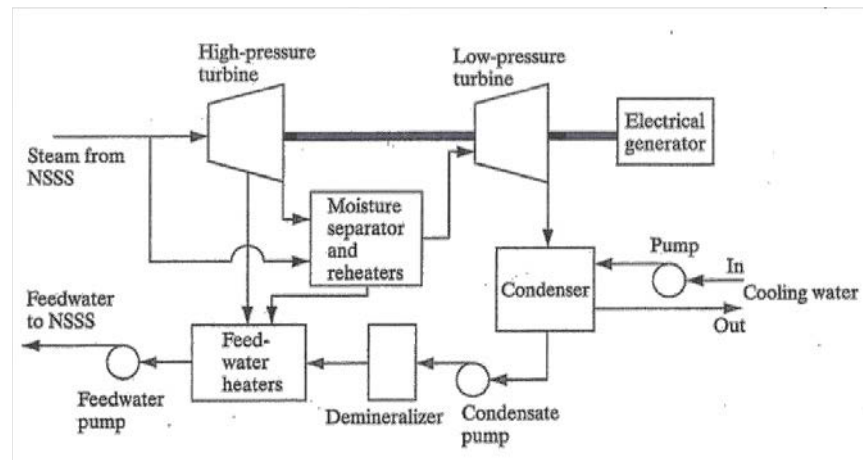 High-pressure
turbine
Low-pressure
turbine
Electrical
generator
Steam from
NSSS
Moisture
separator
and
reheaters
Pump
In
Cooling water
Out
Condenser
Feedwater
to NSSS
Feed-
water
heaters
Feedwater
pump
Demineralizer
Condensate
pump